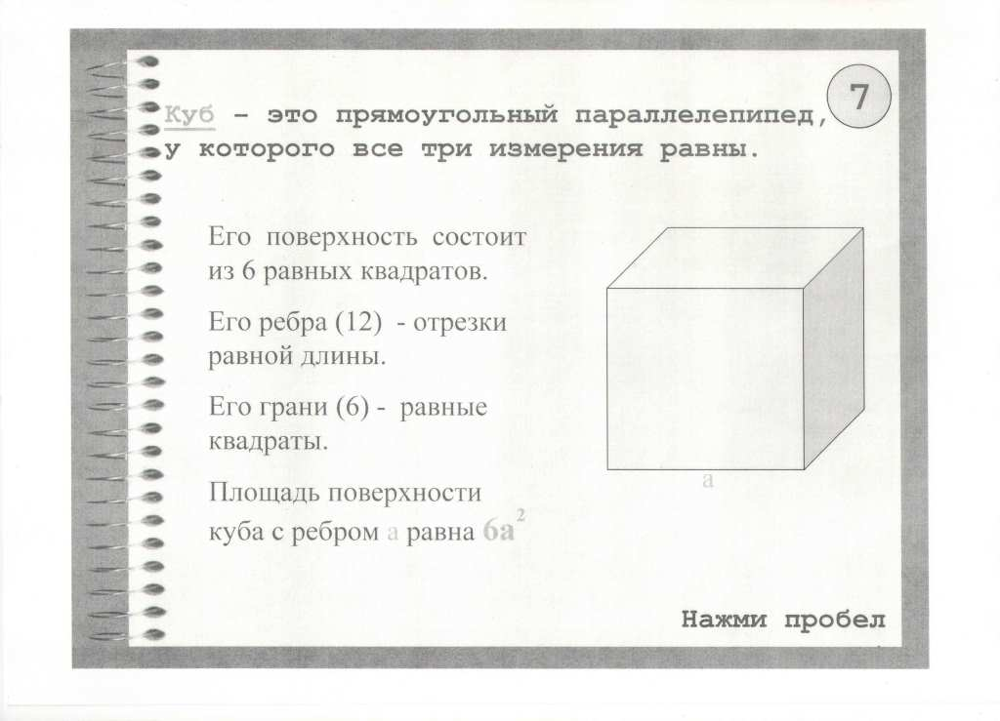 7
Куб – это прямоугольный параллелепипед,
у которого все три измерения равны.
Его поверхность состоит
из 6 равных квадратов.
Его ребра (12) - отрезки
равной длины.
Его грани (6) - равные
квадраты.
Площадь поверхности
куба с ребром а равна 6а²
а
Нажми пробел